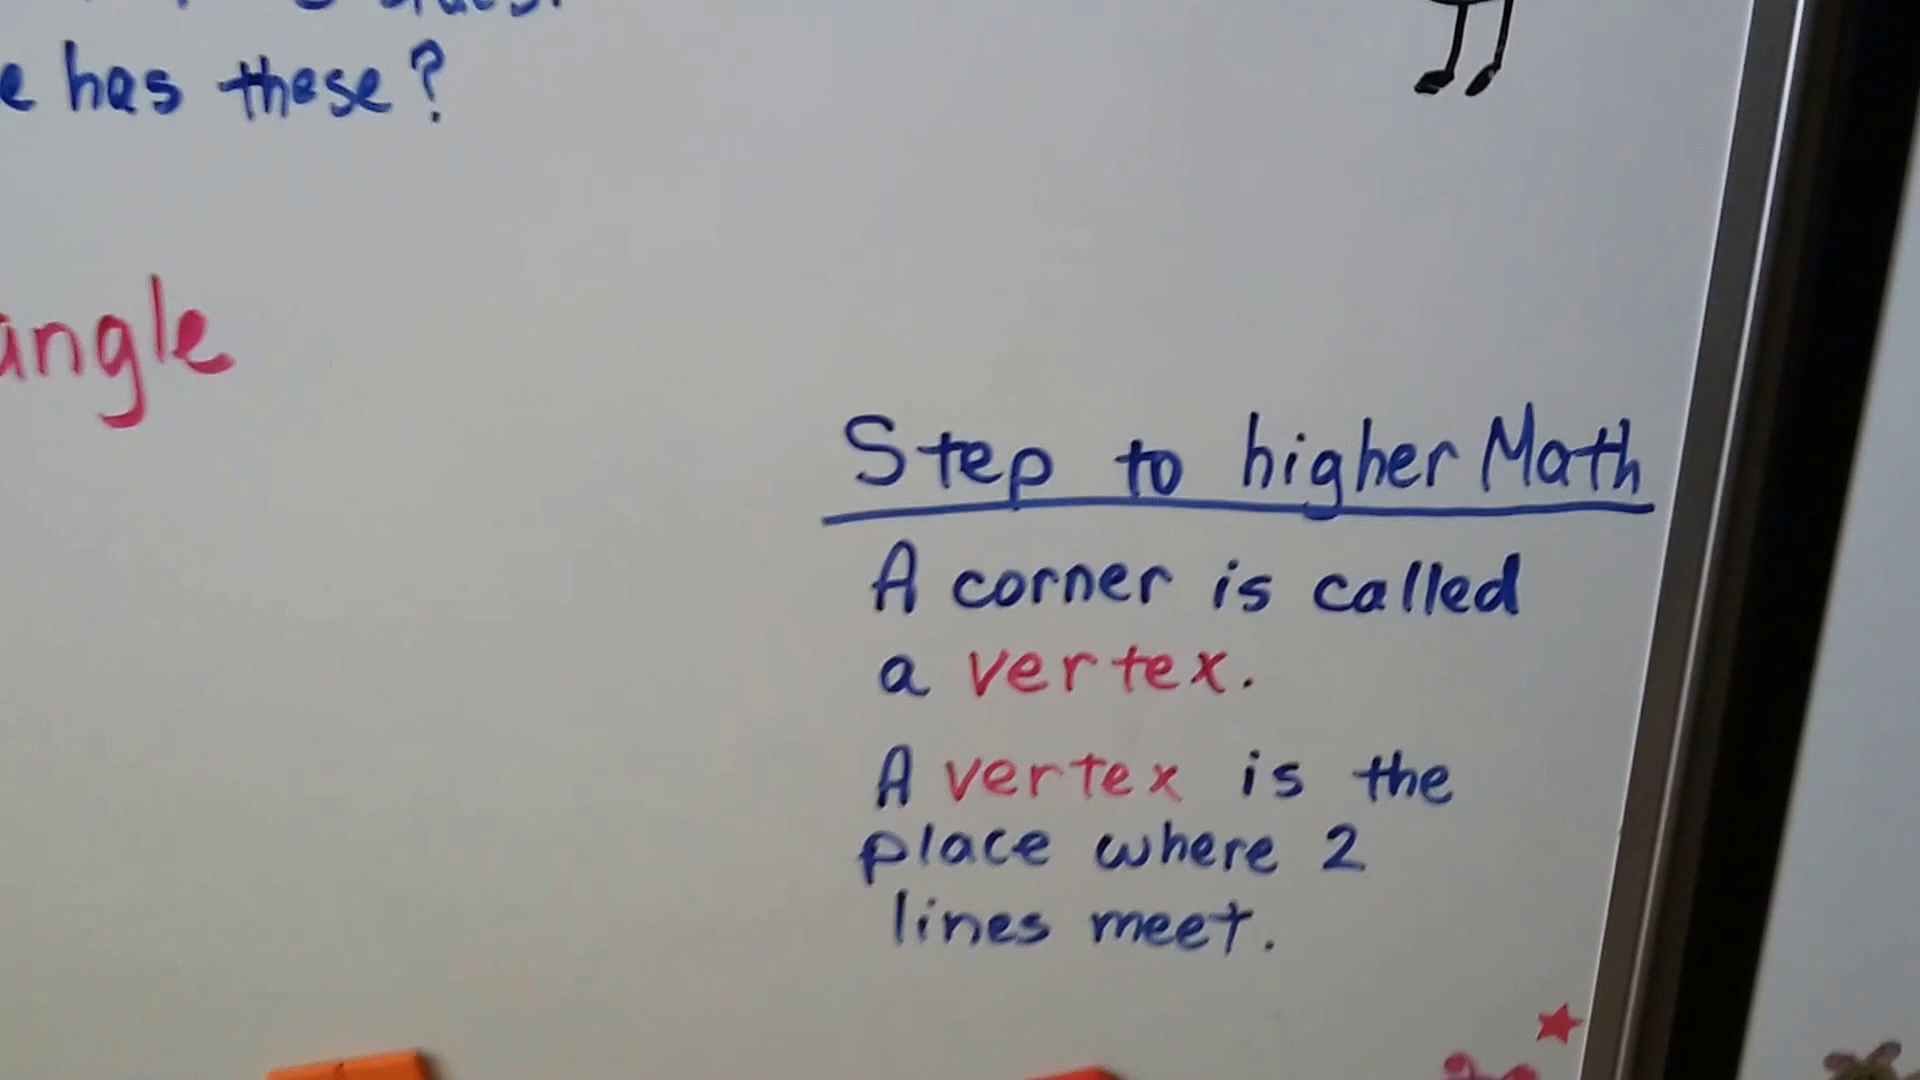 e has these?
angle
Step to higher Math
A corner is called
a vertex.
A vertex is the
place where 2
lines meet.